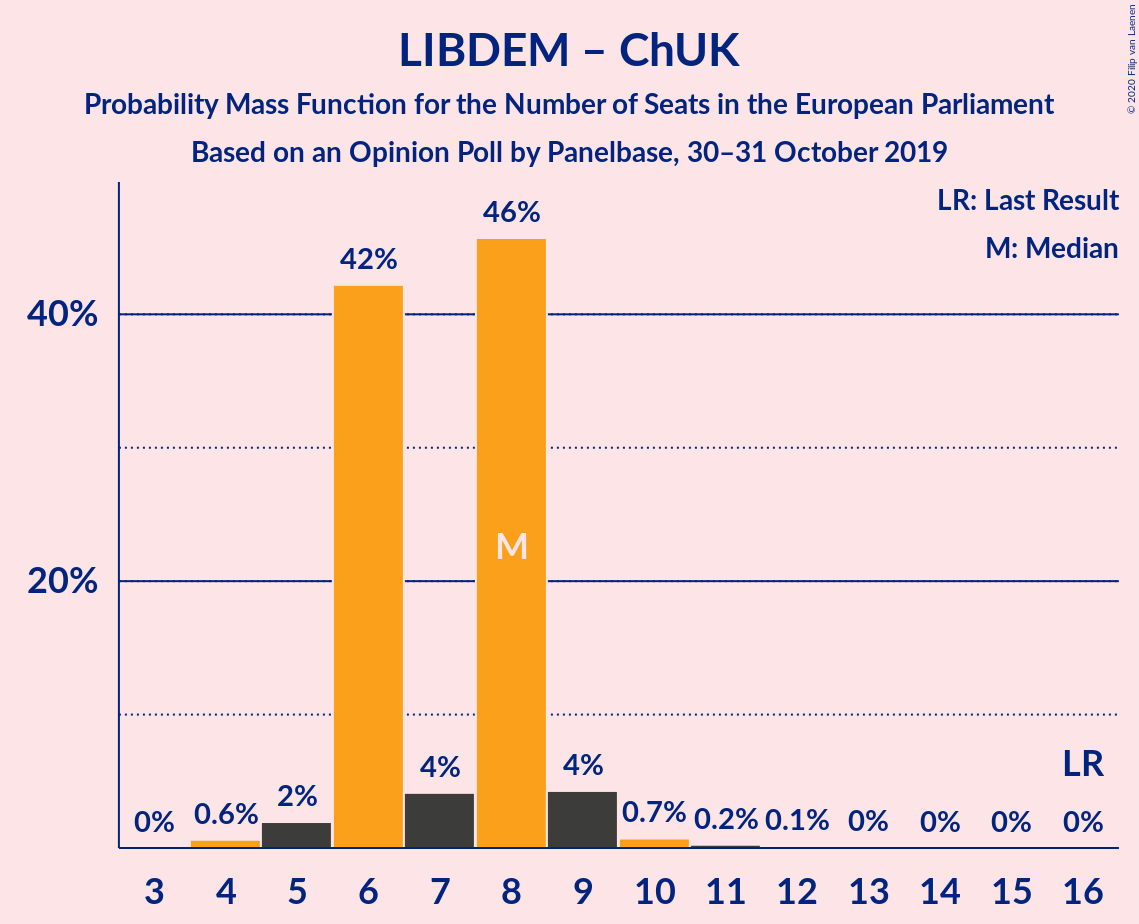 LIBDEM – ChUK
Probability Mass Function for the Number of Seats in the European Parliament
Based on an Opinion Poll by Panelbase, 30–31 October 2019
© 2020 Filip van Laenen
LR: Last Result
M: Median
40%
20%
0%
0.6%
2%
42%
4%
46%
M
4%
0.7%
0.2%
0.1%
0%
0%
0%
LR
0%
3 4 5 6 7 8 9 10 11 12 13 14 15 16